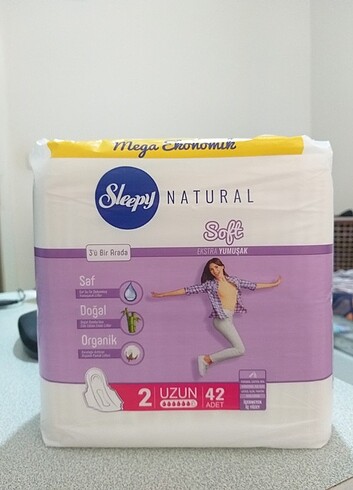 Mega Ekonomik
Sleepy NATURAL
Soft
EKSTRA YUMUŞAK
3'ü Bir Arada
Saf
Doğal
Organik
2 UZUN 42
ADET